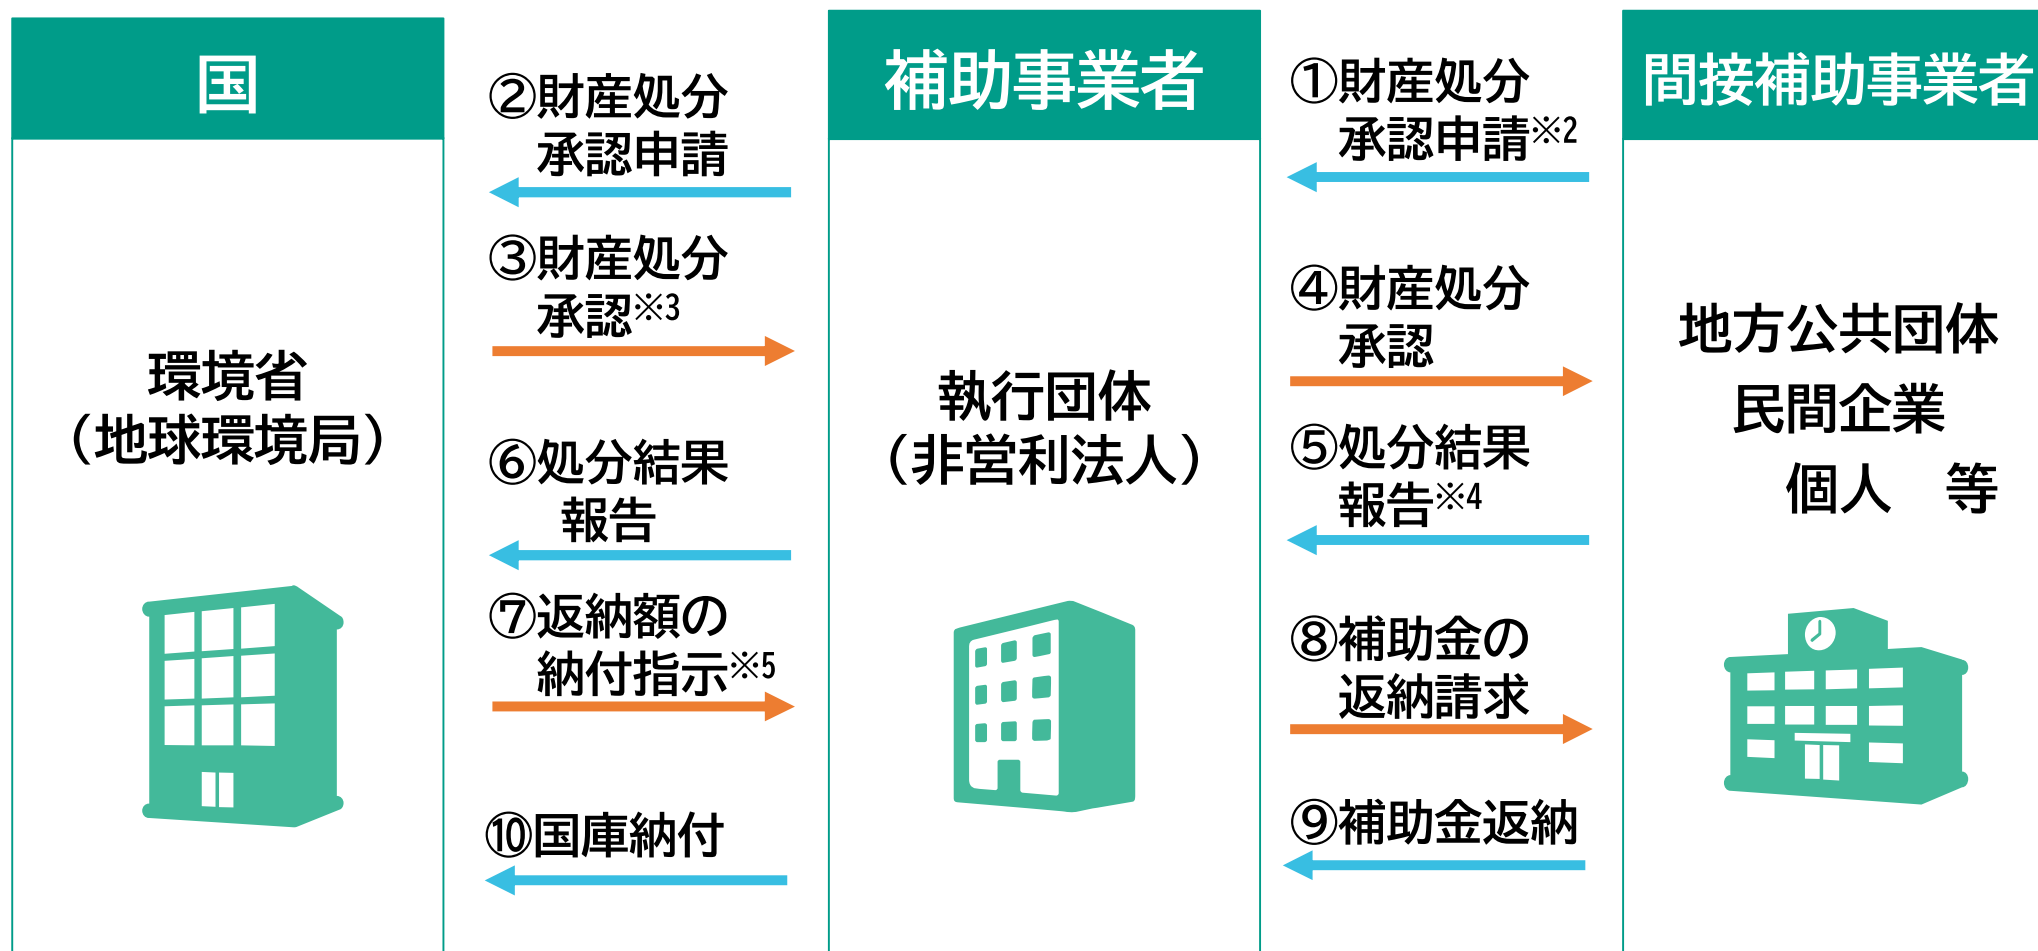 国
環境省
（地球環境局）
②財産処分
承認申請
③財産処分
承認※3
⑥処分結果
報告
⑦返納額の
納付指示※5
⑩国庫納付
補助事業者
執行団体
（非営利法人）
①財産処分
承認申請※2
④財産処分
承認
⑤処分結果
報告※4
⑧補助金の
返納請求
⑨補助金返納
間接補助事業者
地方公共団体
民間企業
個人　等